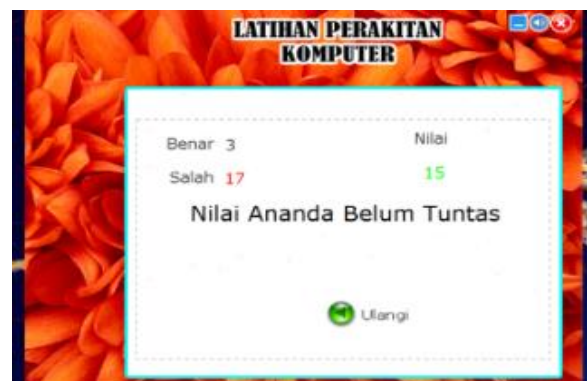 LATIHAN PERAKITAN
KOMPUTER
Benar 3
Nilai
Salah 17
15
Nilai Ananda Belum Tuntas
Ulangi